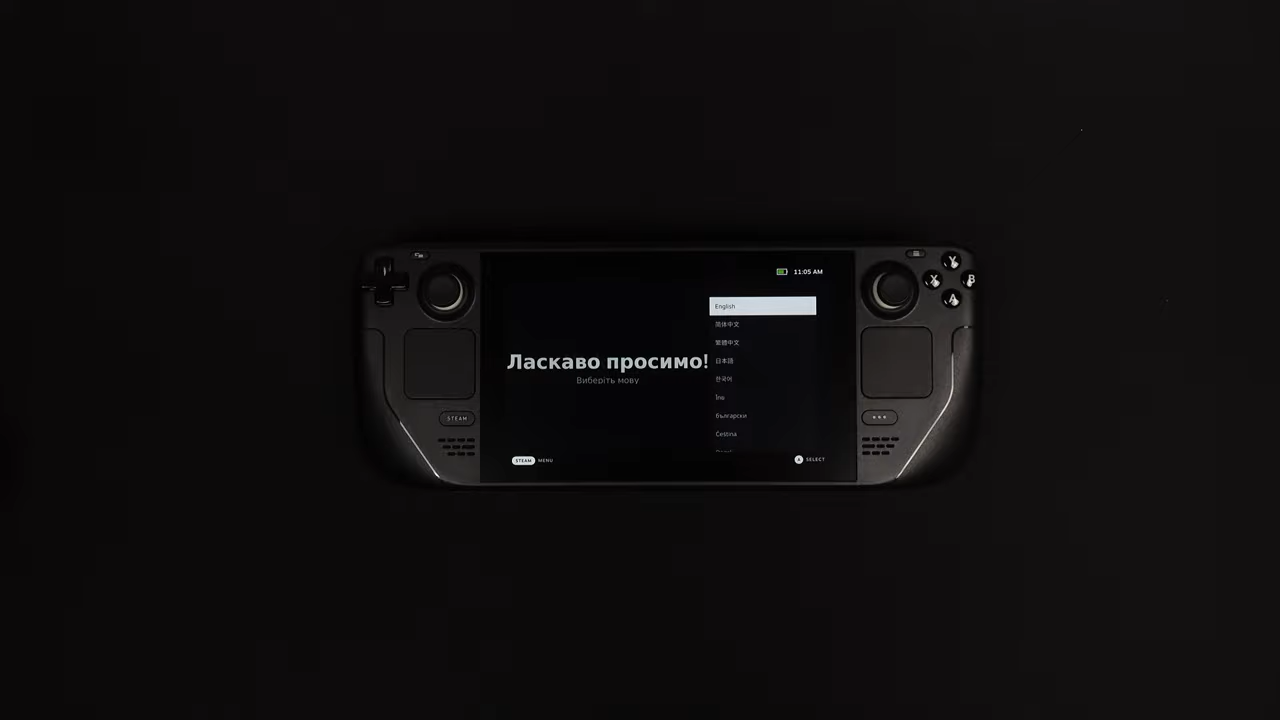 11:05 AM
Y
X
B
A
English
简体中文
繁體中文
日本語
한국어
ไทย
български
Čeština
Ласкаво просимо!
Виберіть мову
STEAM
STEAM MENU
A SELECT